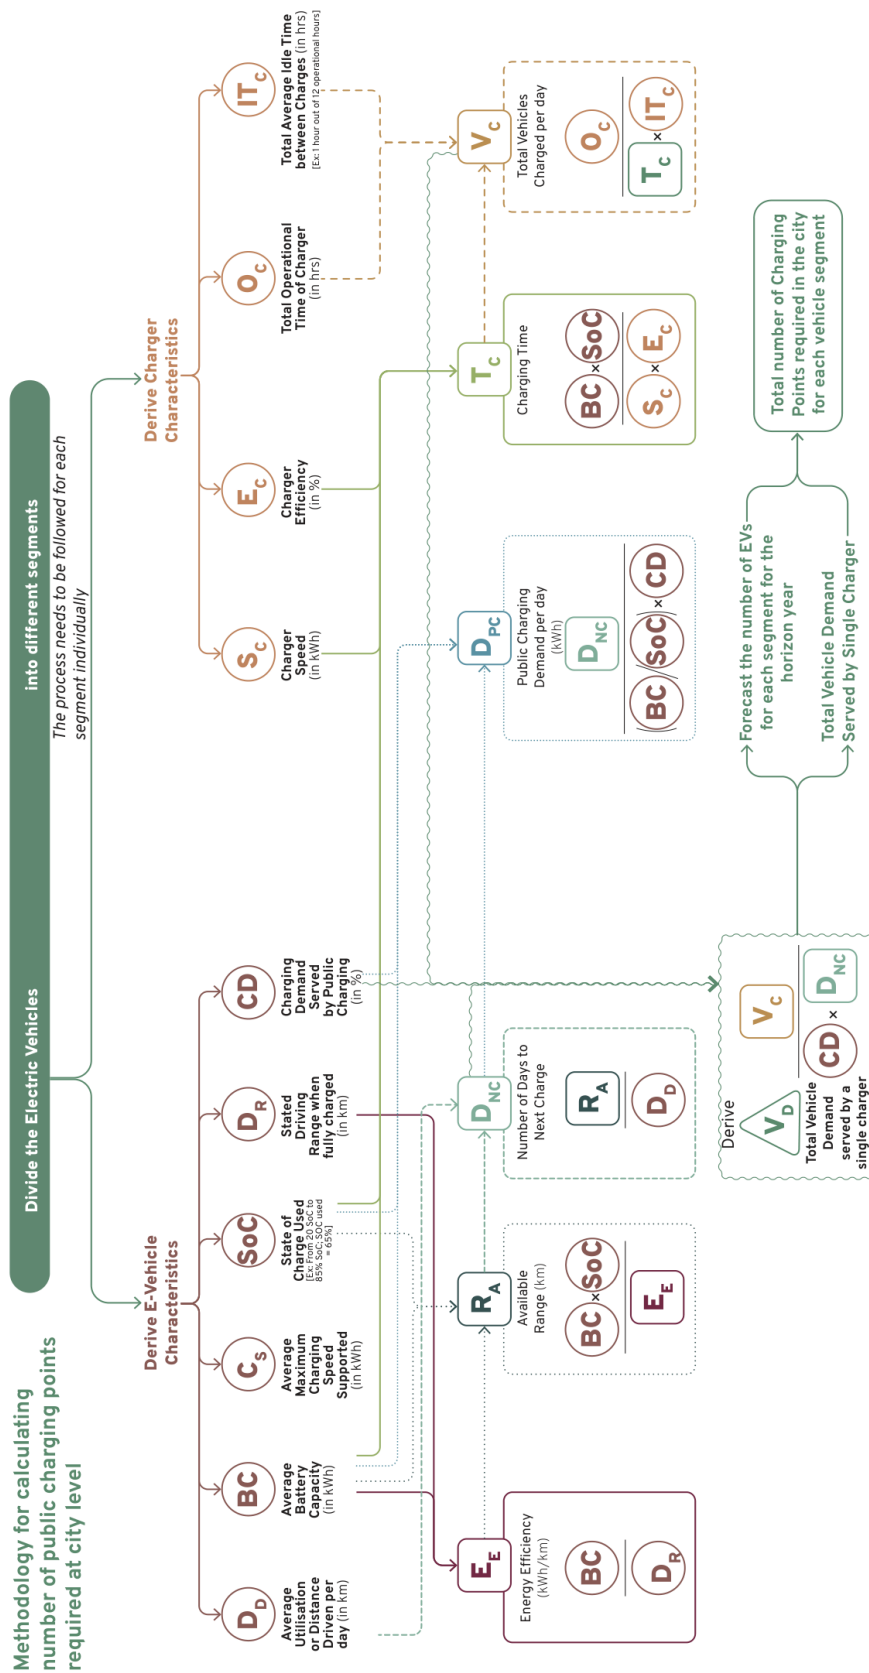 Methodology for calculating
number of public charging points
required at city level
Divide the Electric Vehicles into different segments
The process needs to be followed for each
segment individually
Derive E-Vehicle
Characteristics
Derive Charger
Characteristics
DD
Average
Utilisation
or Distance
Driven per
day (in km)
BC
Average
Battery
Capacity
(in kWh)
CS
Average
Maximum
Charging
Speed
Supported
(in kWh)
SoC
State of
Charge Used
[Ex: From 20 SoC to
85% SoC; SOC used
= 65%]
DR
Stated
Driving
Range when
fully charged
(in km)
CD
Charging
Demand
Served
by Public
Charging
(in %)
SC
Charger
Speed
(in kWh)
EC
Charger
Efficiency
(in %)
OC
Total Operational
Time of Charger
(in hrs)
ITC
Total Average Idle Time
between Charges (in hrs)
[Ex: 1 hour out of 12 operational hours]
EE
Energy Efficiency
(kWh/km)
BC
DR
RA
Available
Range (km)
BC × SoC
EE
DNC
Number of Days to
Next Charge
RA
DD
DPC
Public Charging
Demand per day
(kWh)
DNC
(BC/SoC) × CD
TC
Charging Time
BC × SoC
SC × EC
VC
Total Vehicles
Charged per day
OC
TC × ITC
Derive
VD
Total Vehicle
Demand
served by a
single charger
VC
CD × DNC
Forecast the number of EVs
for each segment for the
horizon year
Total Vehicle Demand
Served by Single Charger
Total number of Charging
Points required in the city
for each vehicle segment